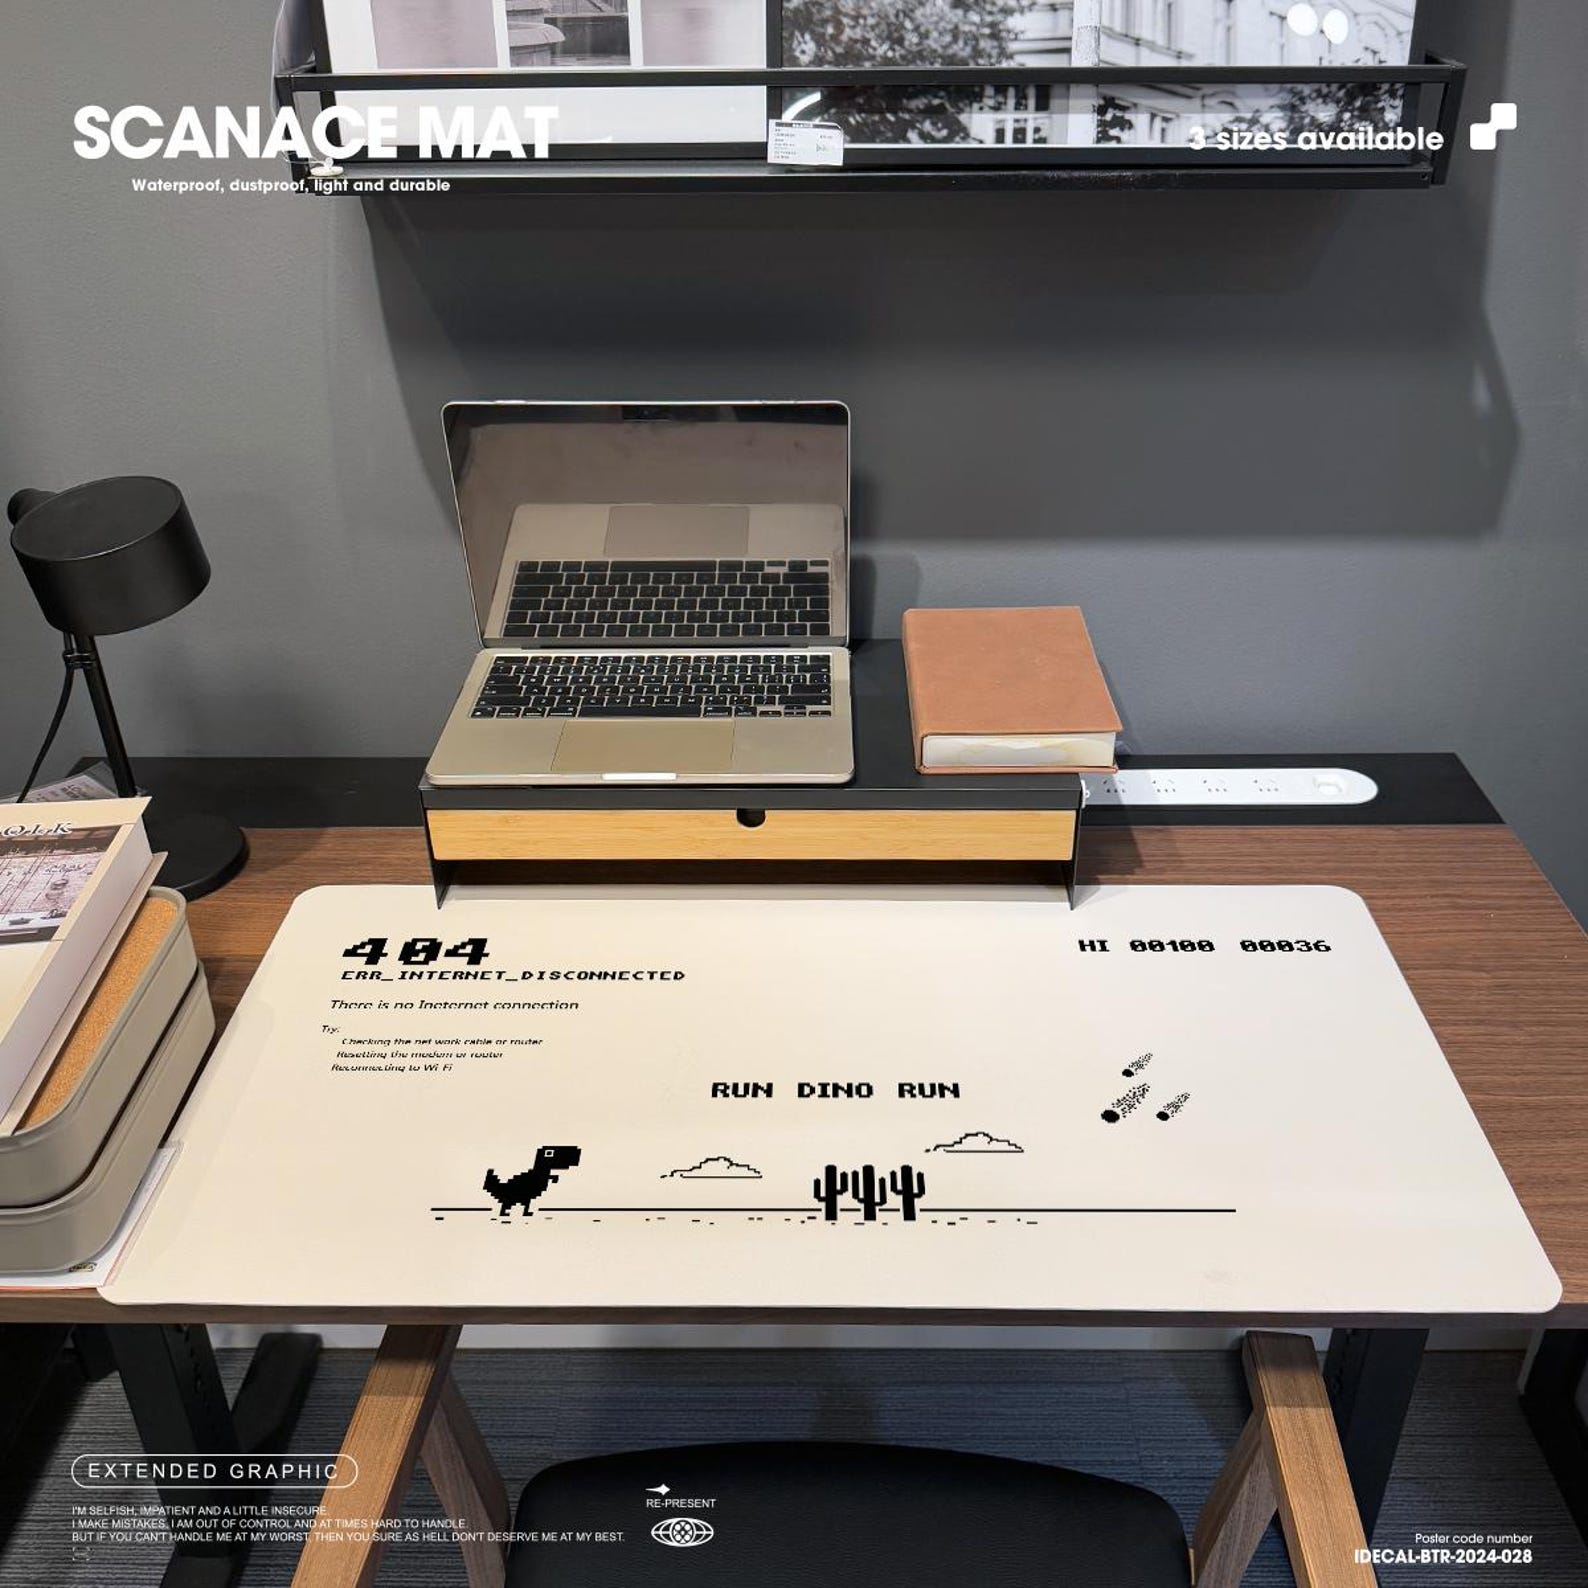 SCANACE MAT
Waterproof, dustproof, light and durable
3 sizes available
404
ERR_INTERNET_DISCONNECTED
There is no Ineternet connection
Try:
Checking the net work cable or router
Resetting the modem or router
Reconnecting to Wi Fi
HI 00100 00036
RUN DINO RUN
EXTENDED GRAPHIC
I'M SELFISH, IMPATIENT AND A LITTLE INSECURE.
I MAKE MISTAKES, I AM OUT OF CONTROL AND AT TIMES HARD TO HANDLE.
BUT IF YOU CAN'T HANDLE ME AT MY WORST, THEN YOU SURE AS HELL DON'T DESERVE ME AT MY BEST.
RE-PRESENT
Poster code number
IDECAL-BTR-2024-028